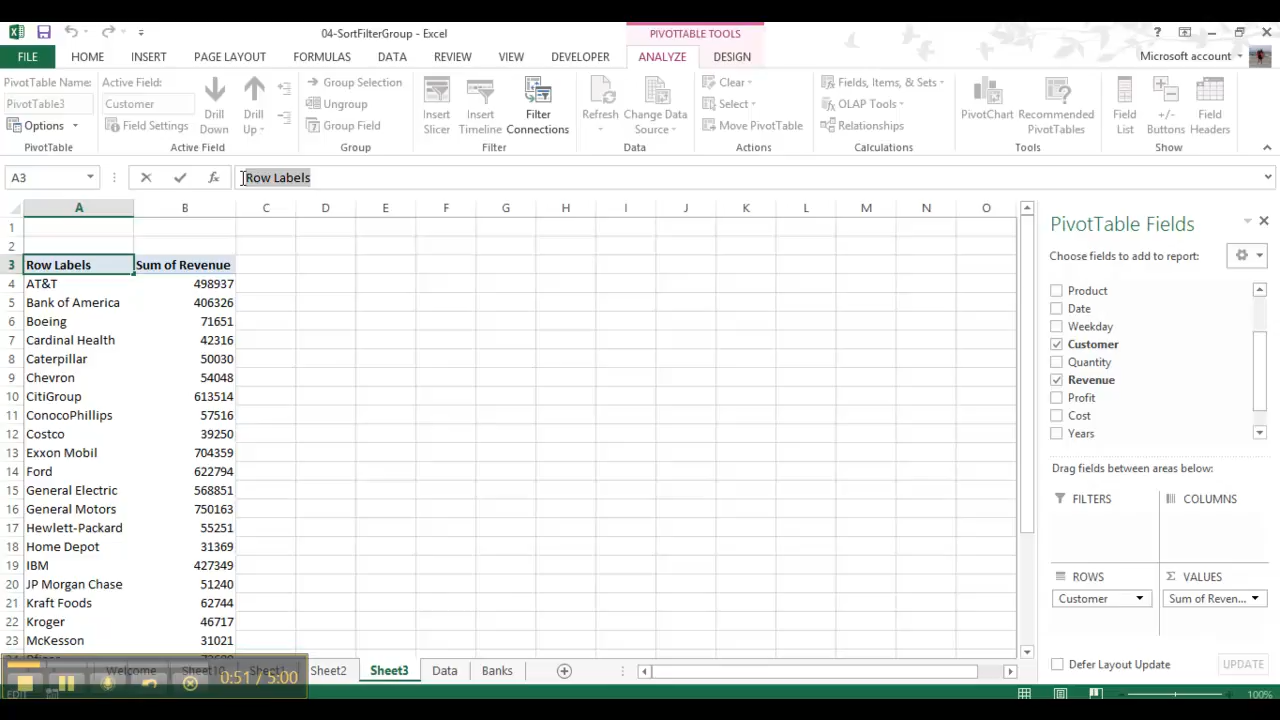 04-SortFilterGroup - Excel
PIVOTTABLE TOOLS
?
FILE HOME INSERT PAGE LAYOUT FORMULAS DATA REVIEW VIEW DEVELOPER ANALYZE DESIGN Microsoft account
PivotTable Name:
PivotTable3
Options
PivotTable
Active Field:
Customer
Field Settings
Drill Down
Drill Up
Active Field
Group Selection
Ungroup
Group Field
Group
Insert Slicer
Insert Timeline
Filter Connections
Filter
Refresh
Change Data Source
Data
Clear
Select
Move PivotTable
Actions
Fields, Items, & Sets
OLAP Tools
Relationships
Calculations
PivotChart
Recommended PivotTables
Tools
Field List
+/- Buttons
Field Headers
Show
A3 fx Row Labels
A B C D E F G H I J K L M N O
1
2
3 Row Labels Sum of Revenue
4 AT&T 498937
5 Bank of America 406326
6 Boeing 71651
7 Cardinal Health 42316
8 Caterpillar 50030
9 Chevron 54048
10 CitiGroup 613514
11 ConocoPhillips 57516
12 Costco 39250
13 Exxon Mobil 704359
14 Ford 622794
15 General Electric 568851
16 General Motors 750163
17 Hewlett-Packard 55251
18 Home Depot 31369
19 IBM 427349
20 JP Morgan Chase 51240
21 Kraft Foods 62744
22 Kroger 46717
23 McKesson 31021
PivotTable Fields
Choose fields to add to report:
Product
Date
Weekday
Customer
Quantity
Revenue
Profit
Cost
Years
Drag fields between areas below:
FILTERS COLUMNS
ROWS Σ VALUES
Customer Sum of Reven...
Defer Layout Update UPDATE
Welcome Sheet10 Sheet1 Sheet2 Sheet3 Data Banks
0:51 / 5:00
EDIT
100%